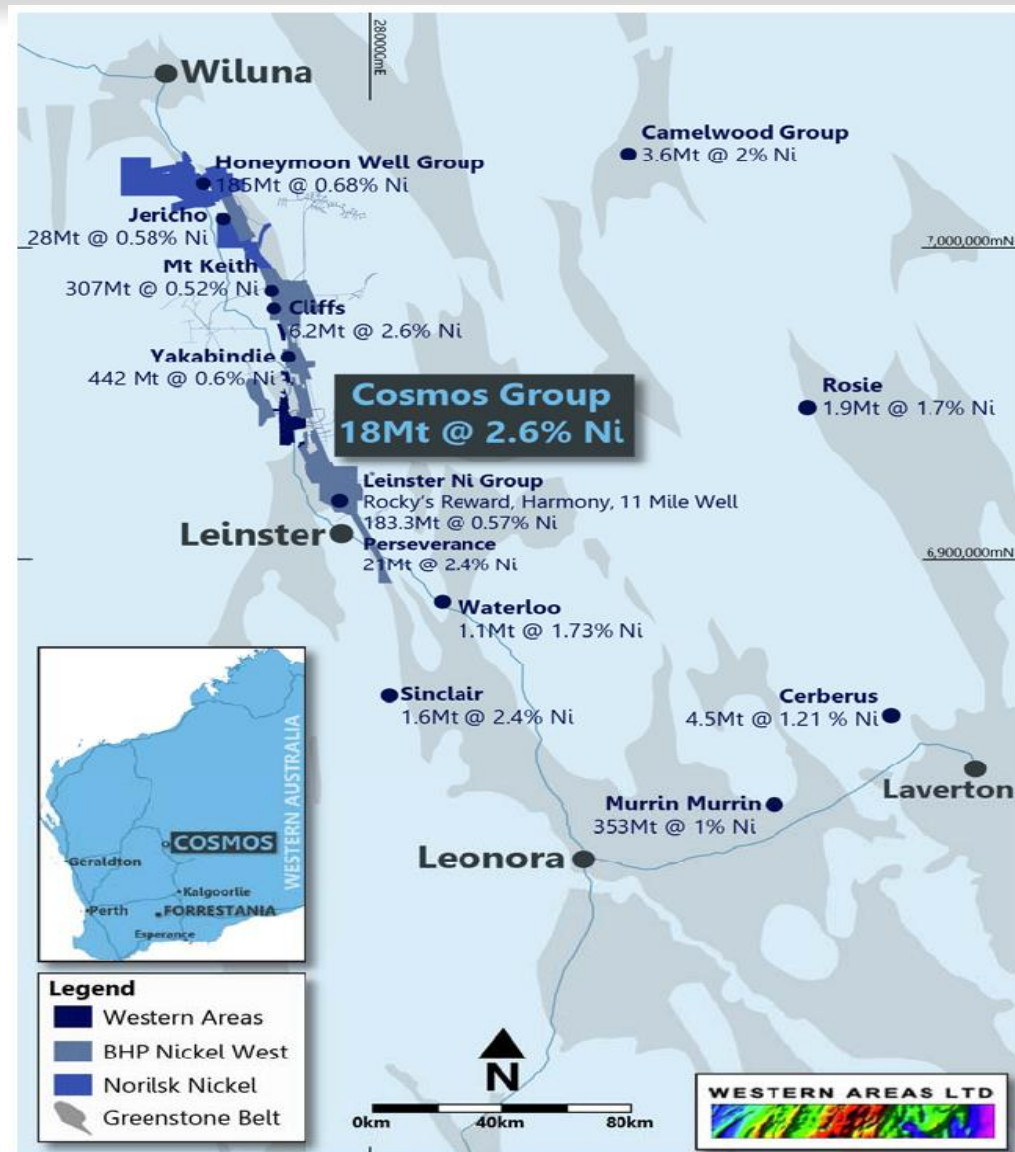 280000mE
Wiluna
Camelwood Group
3.6Mt @ 2% Ni
Honeymoon Well Group
185Mt @ 0.68% Ni
Jericho
28Mt @ 0.58% Ni
7,000,000mN
Mt Keith
307Mt @ 0.52% Ni
Cliffs
6.2Mt @ 2.6% Ni
Yakabindie
442 Mt @ 0.6% Ni
Cosmos Group
18Mt @ 2.6% Ni
Rosie
1.9Mt @ 1.7% Ni
Leinster Ni Group
Rocky's Reward, Harmony, 11 Mile Well
183.3Mt @ 0.57% Ni
Leinster
Perseverance
21Mt @ 2.4% Ni
6,900,000mN
Waterloo
1.1Mt @ 1.73% Ni
Sinclair
1.6Mt @ 2.4% Ni
Cerberus
4.5Mt @ 1.21 % Ni
Laverton
Murrin Murrin
353Mt @ 1% Ni
Leonora
WESTERN AUSTRALIA
COSMOS
Geraldton
Kalgoorlie
Perth
FORRESTANIA
Esperance
Legend
Western Areas
BHP Nickel West
Norilsk Nickel
Greenstone Belt
N
0km 40km 80km
WESTERN AREAS LTD